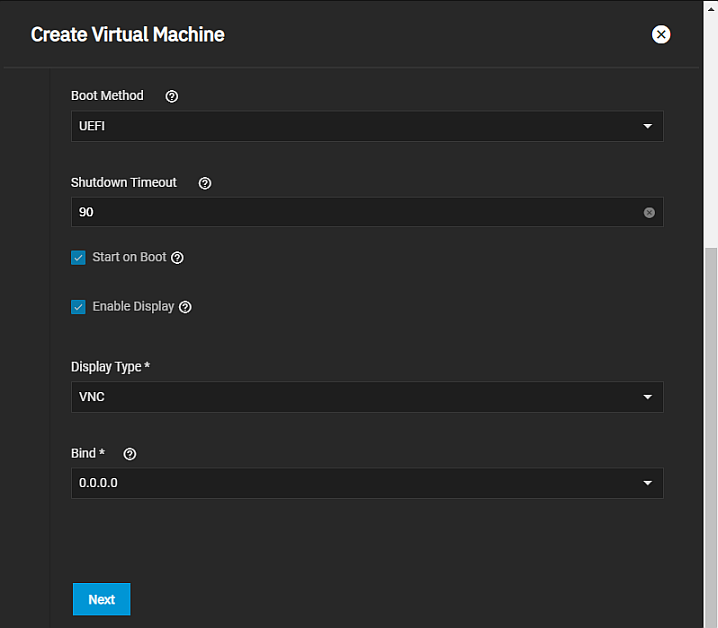 Create Virtual Machine
Boot Method
UEFI
Shutdown Timeout
90
Start on Boot
Enable Display
Display Type *
VNC
Bind *
0.0.0.0
Next